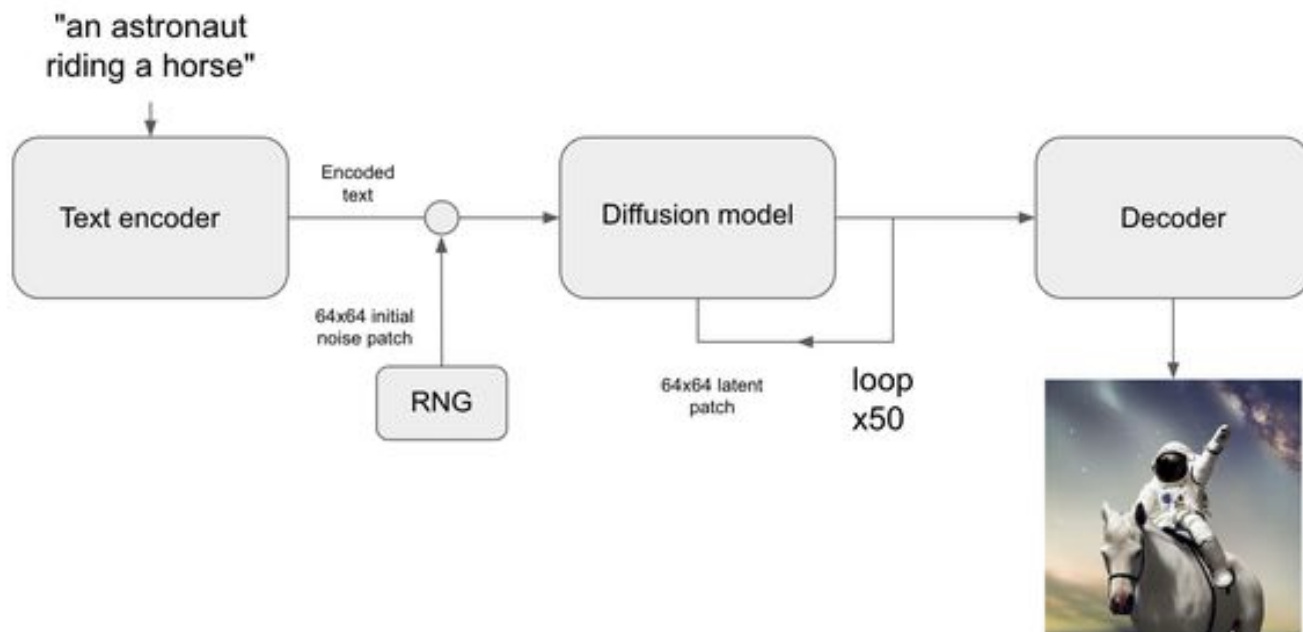 "an astronaut
riding a horse"
Text encoder
Encoded
text
64x64 initial
noise patch
RNG
Diffusion model
64x64 latent
patch
loop
x50
Decoder